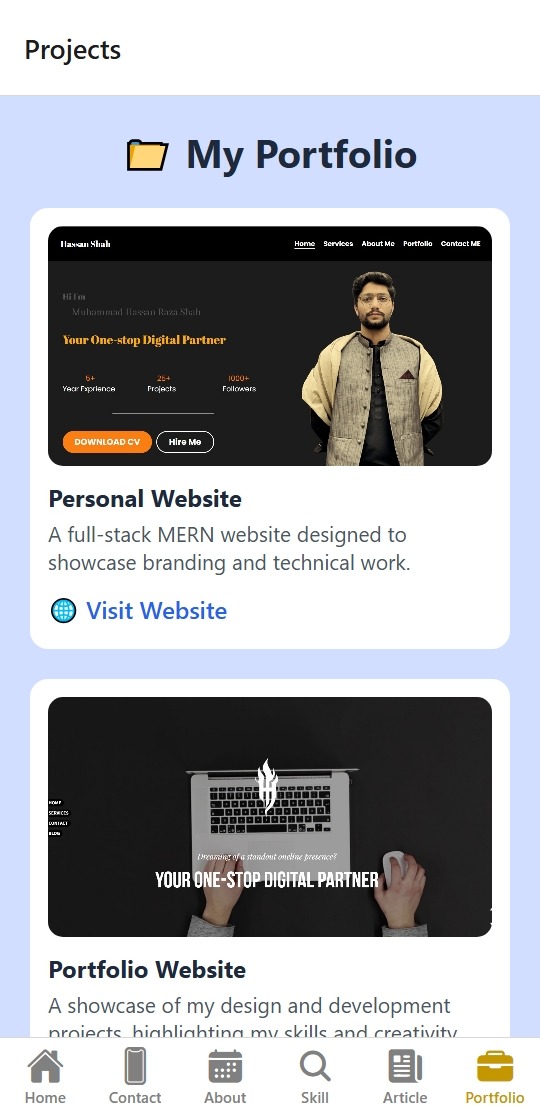 Projects
My Portfolio
Hassan Shah
Home Services About Me Portfolio Contact ME
Hi I'm
Muhammad Hassan Raza Shah
Your One-stop Digital Partner
5+ 25+ 1000+
Year Exprience Projects Followers
DOWNLOAD CV Hire Me
Personal Website
A full-stack MERN website designed to
showcase branding and technical work.
Visit Website
HOME
SERVICES
CONTACT
BLOG
Dreaming of a standout oneline presence?
YOUR ONE-STOP DIGITAL PARTNER
Portfolio Website
A showcase of my design and development
projects, highlighting my skills and creativity
Home Contact About Skill Article Portfolio